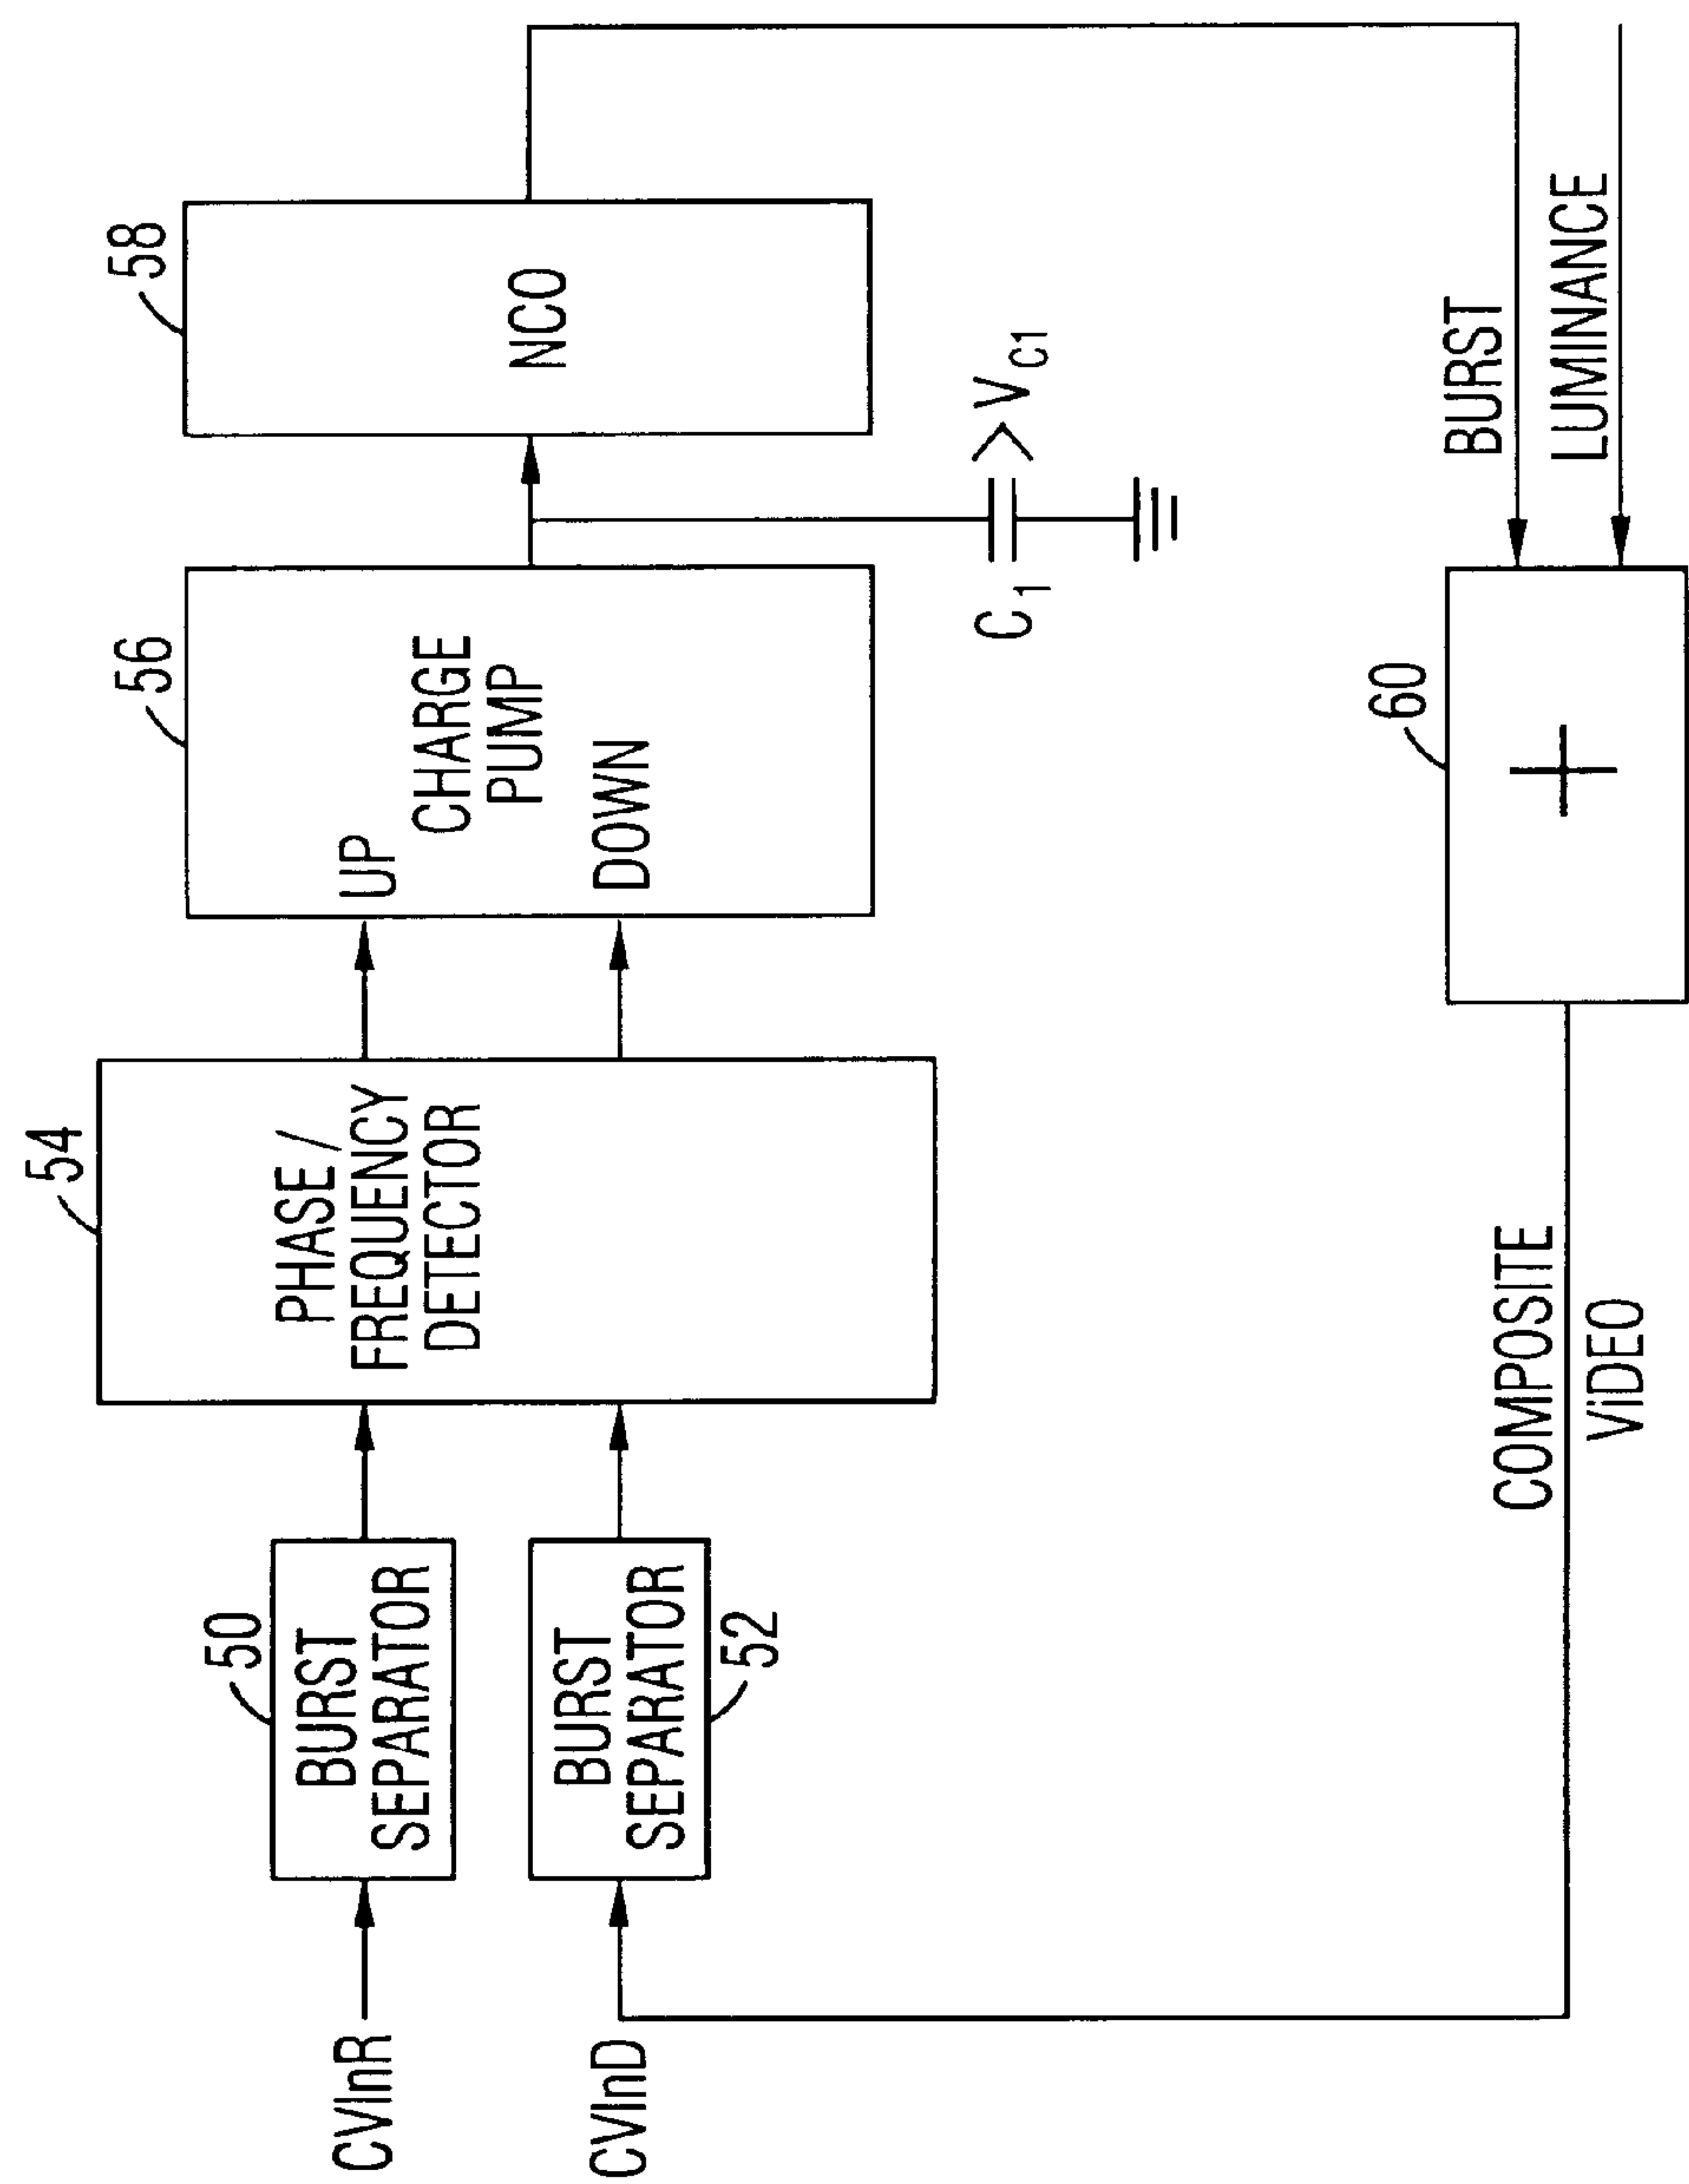 54
56
58
50
CVInR
BURST
SEPARATOR
PHASE /
FREQUENCY
DETECTOR
UP
CHARGE
PUMP
DOWN
NCO
CVInD
BURST
SEPARATOR
52
C1
> VC1
60
+
BURST
LUMINANCE
COMPOSITE
ViDEO